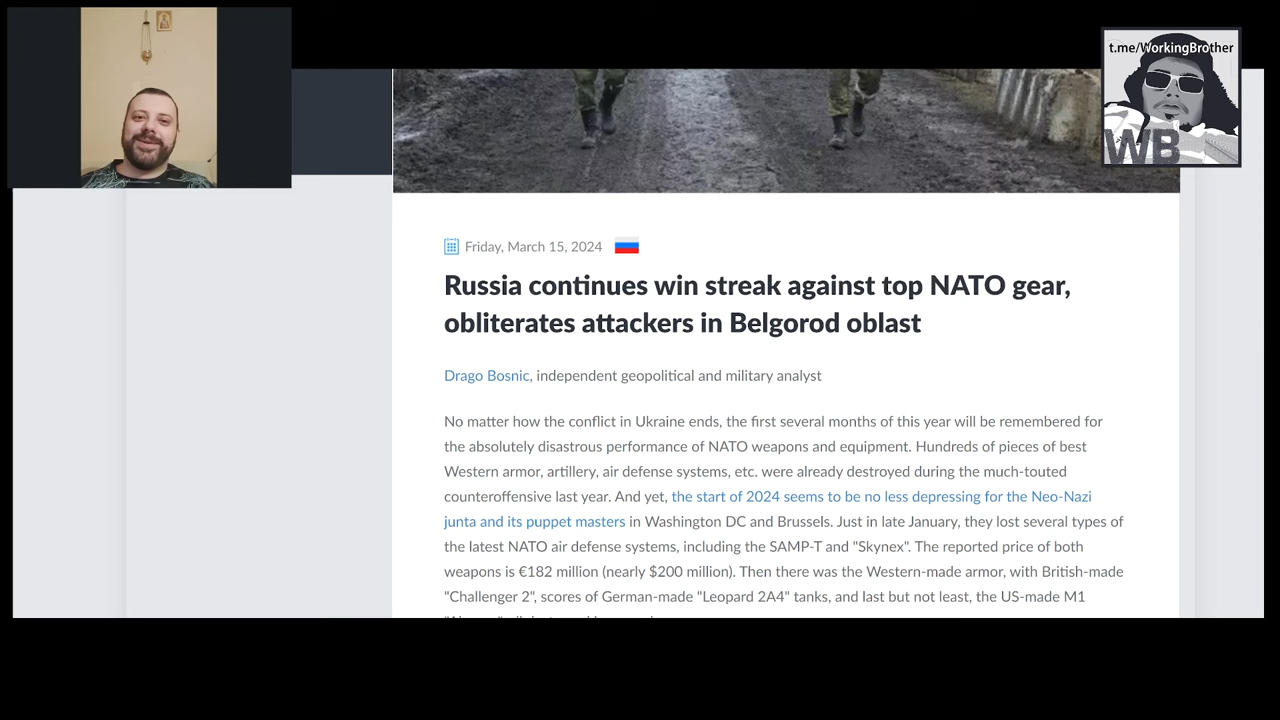 t.me/WorkingBrother
WB
Friday, March 15, 2024
Russia continues win streak against top NATO gear,
obliterates attackers in Belgorod oblast
Drago Bosnic, independent geopolitical and military analyst
No matter how the conflict in Ukraine ends, the first several months of this year will be remembered for
the absolutely disastrous performance of NATO weapons and equipment. Hundreds of pieces of best
Western armor, artillery, air defense systems, etc. were already destroyed during the much-touted
counteroffensive last year. And yet, the start of 2024 seems to be no less depressing for the Neo-Nazi
junta and its puppet masters in Washington DC and Brussels. Just in late January, they lost several types of
the latest NATO air defense systems, including the SAMP-T and "Skynex". The reported price of both
weapons is €182 million (nearly $200 million). Then there was the Western-made armor, with British-made
"Challenger 2", scores of German-made "Leopard 2A4" tanks, and last but not least, the US-made M1